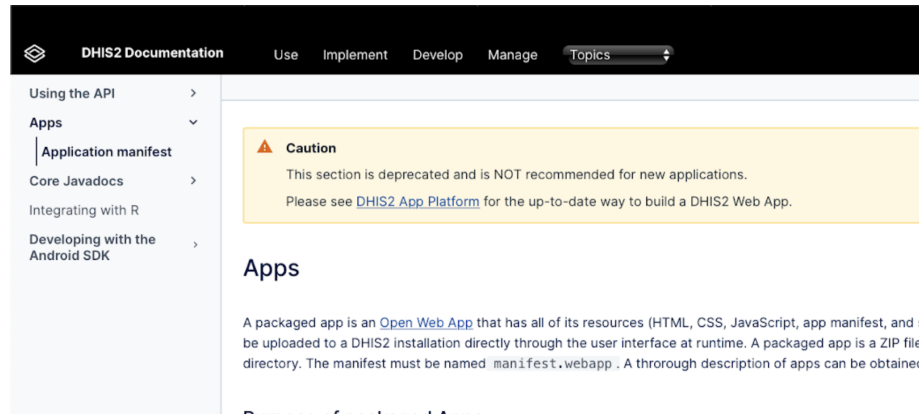 DHIS2 Documentation
Use
Implement
Develop
Manage
Topics
Using the API
Apps
Application manifest
Core Javadocs
Integrating with R
Developing with the
Android SDK
Caution
This section is deprecated and is NOT recommended for new applications.
Please see DHIS2 App Platform for the up-to-date way to build a DHIS2 Web App.
Apps
A packaged app is an Open Web App that has all of its resources (HTML, CSS, JavaScript, app manifest, and
be uploaded to a DHIS2 installation directly through the user interface at runtime. A packaged app is a ZIP file
directory. The manifest must be named manifest.webapp . A throrough description of apps can be obtained